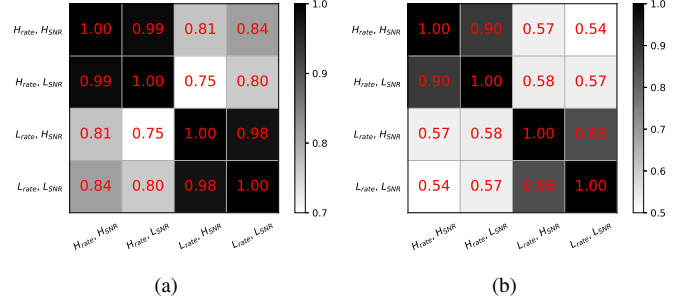 H_rate, H_SNR 1.00 0.99 0.81 0.84
H_rate, L_SNR 0.99 1.00 0.75 0.80
L_rate, H_SNR 0.81 0.75 1.00 0.98
L_rate, L_SNR 0.84 0.80 0.98 1.00
H_rate, H_SNR H_rate, L_SNR L_rate, H_SNR L_rate, L_SNR
1.0
0.9
0.8
0.7
(a)
H_rate, H_SNR 1.00 0.90 0.57 0.54
H_rate, L_SNR 0.90 1.00 0.58 0.57
L_rate, H_SNR 0.57 0.58 1.00 0.86
L_rate, L_SNR 0.54 0.57 0.86 1.00
H_rate, H_SNR H_rate, L_SNR L_rate, H_SNR L_rate, L_SNR
1.0
0.9
0.8
0.7
0.6
0.5
(b)